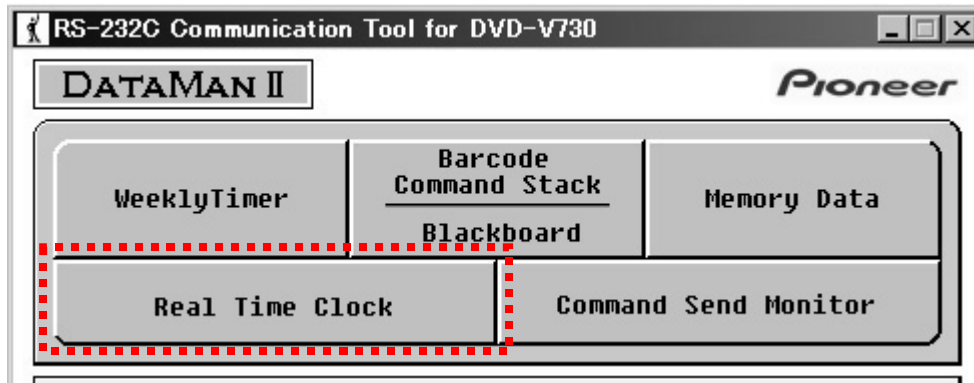 RS-232C Communication Tool for DVD-V730
DATAMAN II
Pioneer
WeeklyTimer
Barcode
Command Stack
Blackboard
Memory Data
Real Time Clock
Command Send Monitor